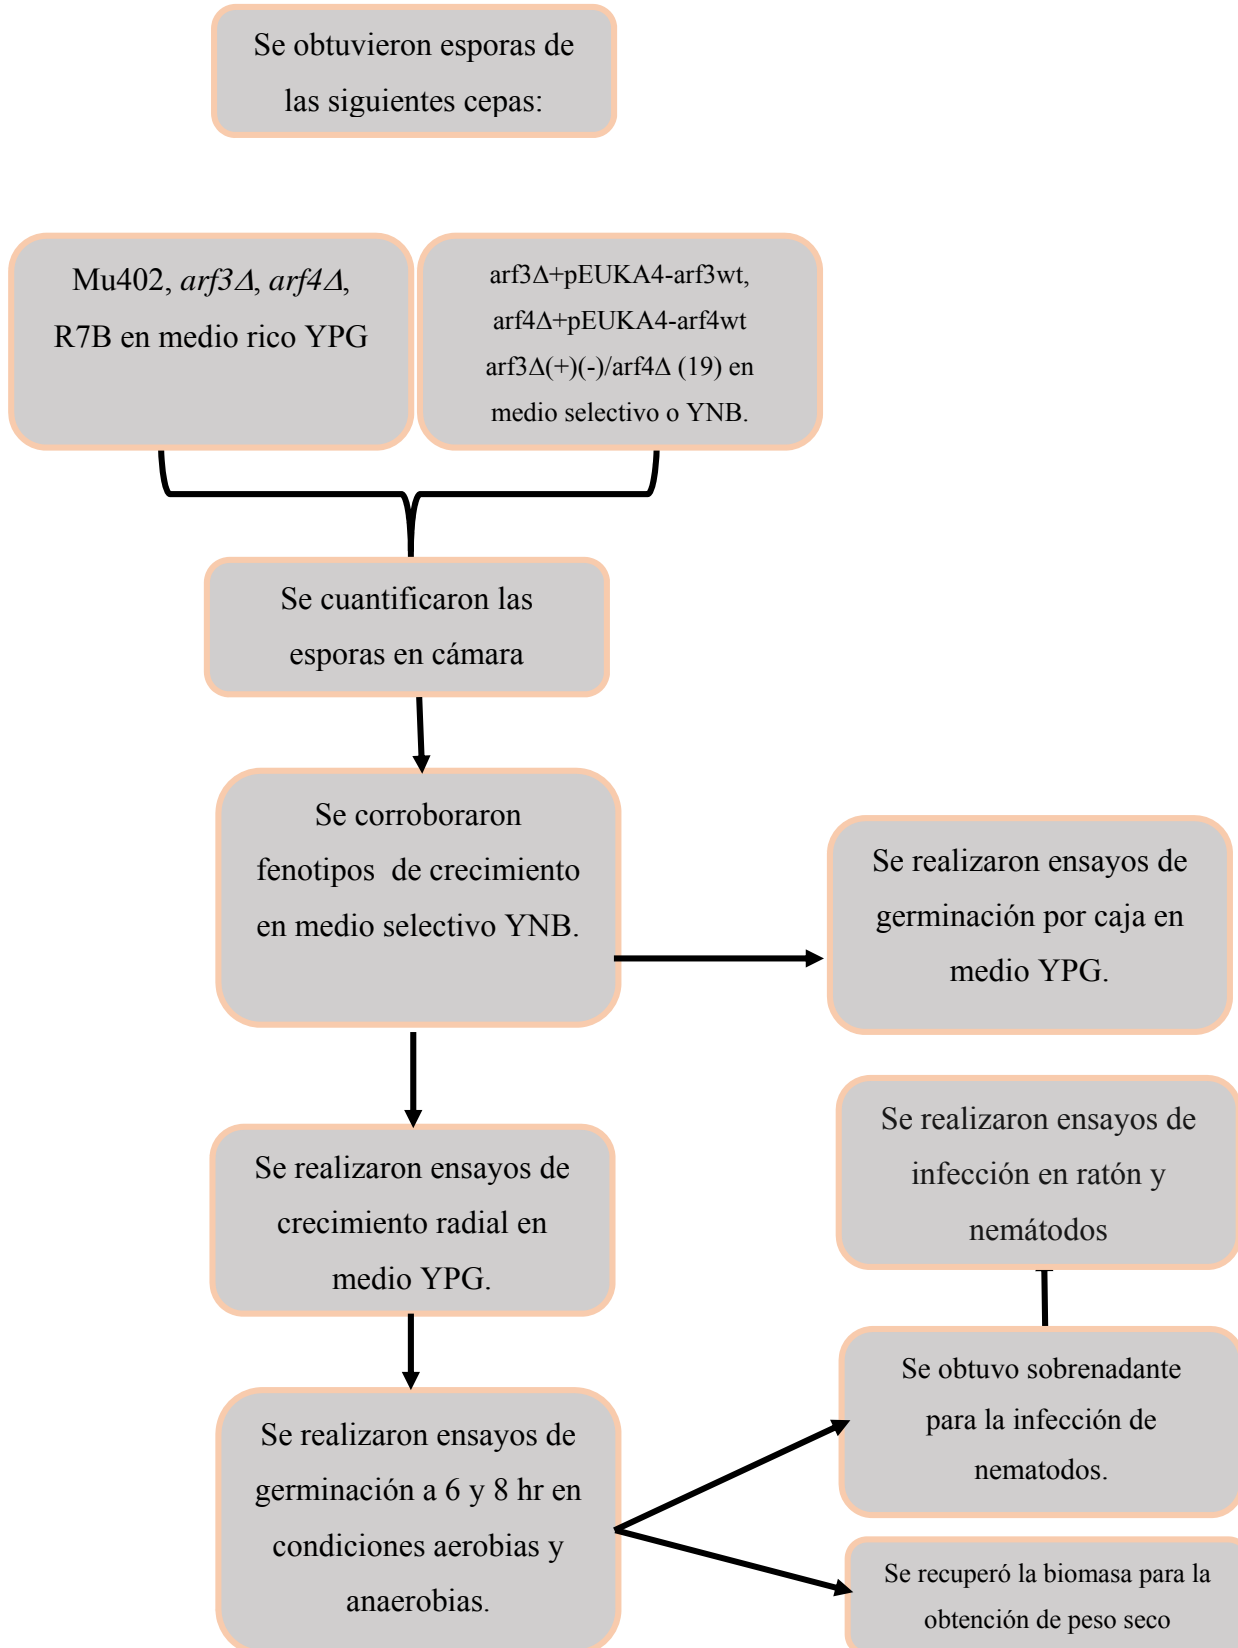 Se obtuvieron esporas de
las siguientes cepas:
Mu402, arf3Δ, arf4Δ,
R7B en medio rico YPG
arf3Δ+pEUKA4-arf3wt,
arf4Δ+pEUKA4-arf4wt
arf3Δ(+)(-)/arf4Δ (19) en
medio selectivo o YNB.
Se cuantificaron las
esporas en cámara
Se corroboraron
fenotipos de crecimiento
en medio selectivo YNB.
Se realizaron ensayos de
germinación por caja en
medio YPG.
Se realizaron ensayos de
crecimiento radial en
medio YPG.
Se realizaron ensayos de
infección en ratón y
nemátodos
Se realizaron ensayos de
germinación a 6 y 8 hr en
condiciones aerobias y
anaerobias.
Se obtuvo sobrenadante
para la infección de
nematodos.
Se recuperó la biomasa para la
obtención de peso seco